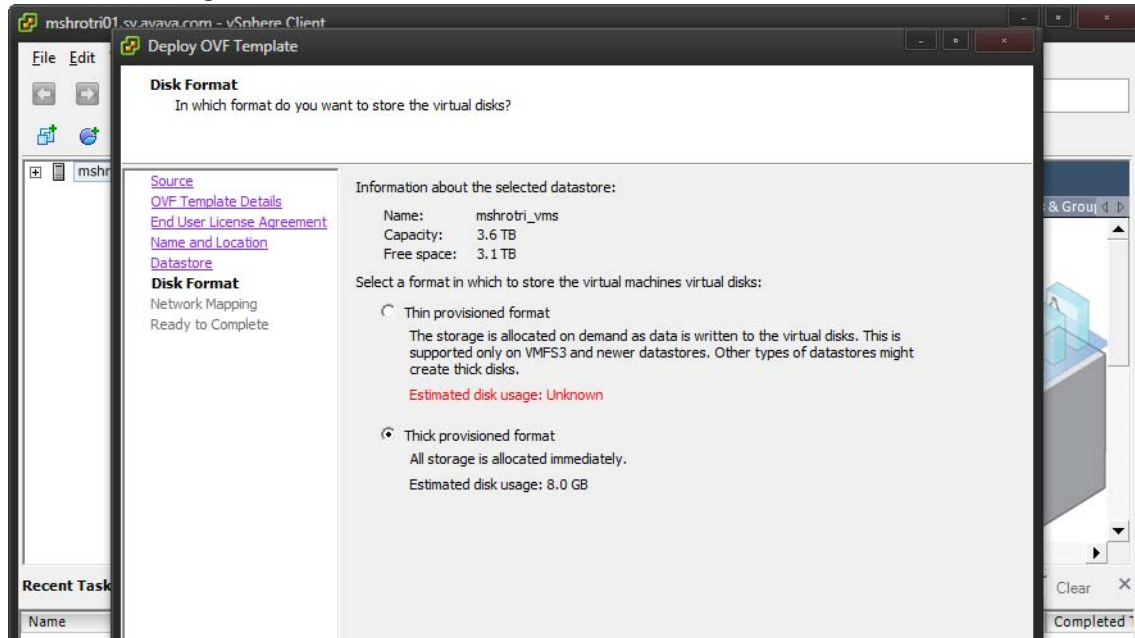 mshrotri01.sv.avaya.com - vSphere Client
Deploy OVF Template
File Edit
Disk Format
In which format do you want to store the virtual disks?
mshr
Source
OVF Template Details
End User License Agreement
Name and Location
Datastore
Disk Format
Network Mapping
Ready to Complete
Information about the selected datastore:
Name: mshrotri_vms
Capacity: 3.6 TB
Free space: 3.1 TB
Select a format in which to store the virtual machines virtual disks:
Thin provisioned format
The storage is allocated on demand as data is written to the virtual disks. This is
supported only on VMFS3 and newer datastores. Other types of datastores might
create thick disks.
Estimated disk usage: Unknown
Thick provisioned format
All storage is allocated immediately.
Estimated disk usage: 8.0 GB
& Group
Recent Task
Clear
Name
Completed